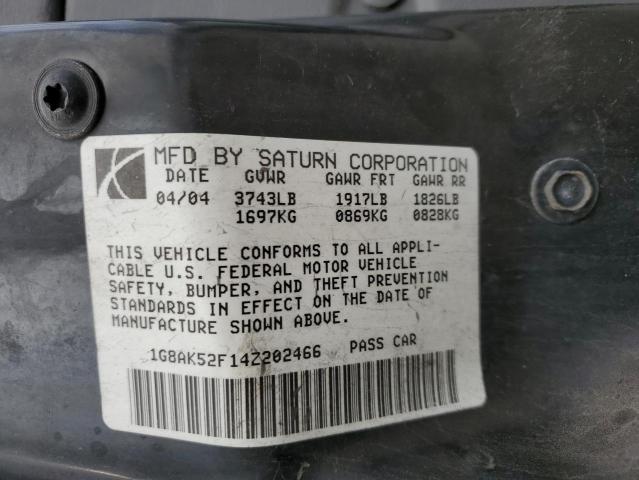 MFD BY SATURN CORPORATION
DATE GVWR GAWR FRT GAWR RR
04/04 3743LB 1917LB 1826LB
1697KG 0869KG 0828KG
THIS VEHICLE CONFORMS TO ALL APPLI-
CABLE U.S. FEDERAL MOTOR VEHICLE
SAFETY, BUMPER, AND THEFT PREVENTION
STANDARDS IN EFFECT ON THE DATE OF
MANUFACTURE SHOWN ABOVE.
1G8AK52F14Z202466 PASS CAR